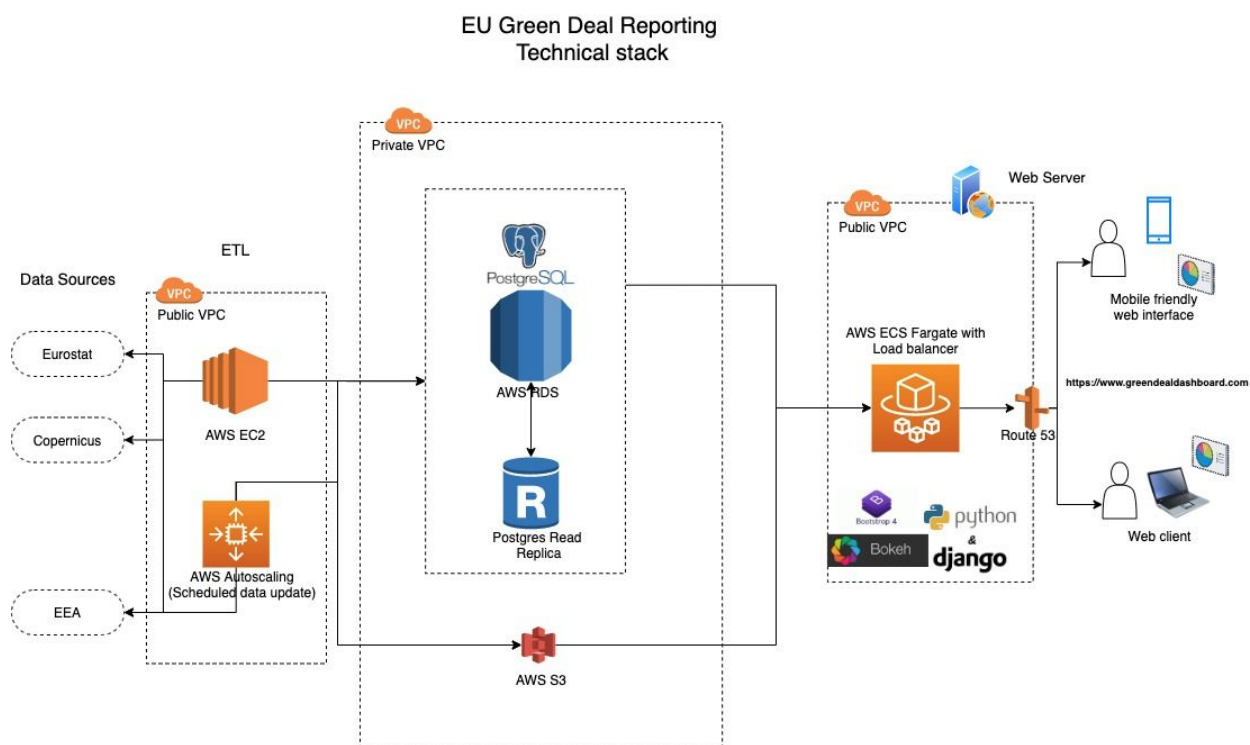 EU Green Deal Reporting
Technical stack
VPC
Private VPC
Web Server
VPC
Public VPC
ETL
Data Sources
VPC
Public VPC
PostgreSQL
Eurostat
AWS EC2
AWS RDS
Copernicus
AWS Autoscaling
(Scheduled data update)
EEA
R
Postgres Read
Replica
AWS S3
AWS ECS Fargate with
Load balancer
Route 53
Bootstrap 4
python
&
Bokeh
django
Mobile friendly
web interface
https://www.greendealdashboard.com
Web client